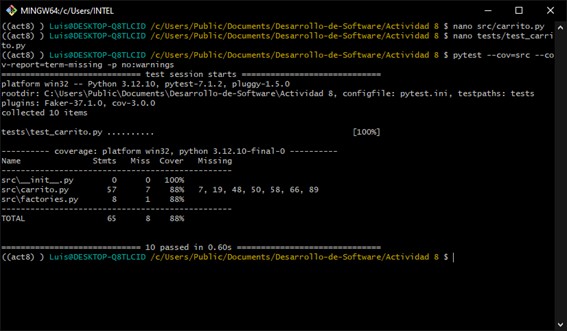 MINGW64:/c/Users/INTEL
((act8) ) Luis@DESKTOP-Q8TLCID /c/Users/Public/Documents/Desarrollo-de-Software/Actividad 8 $ nano src/carrito.py
((act8) ) Luis@DESKTOP-Q8TLCID /c/Users/Public/Documents/Desarrollo-de-Software/Actividad 8 $ nano tests/test_carri
to.py
((act8) ) Luis@DESKTOP-Q8TLCID /c/Users/Public/Documents/Desarrollo-de-Software/Actividad 8 $ pytest --cov=src --co
v-report=term-missing -p no:warnings
============================= test session starts =============================
platform win32 -- Python 3.12.10, pytest-7.1.2, pluggy-1.5.0
rootdir: C:\Users\Public\Documents\Desarrollo-de-Software\Actividad 8, configfile: pytest.ini, testpaths: tests
plugins: Faker-37.1.0, cov-3.0.0
collected 10 items
tests\test_carrito.py .......... [100%]
---------- coverage: platform win32, python 3.12.10-final-0 ----------
Name Stmts Miss Cover Missing
------------------------------------------------
src\__init__.py 0 0 100%
src\carrito.py 57 7 88% 7, 19, 48, 50, 58, 66, 89
src\factories.py 8 1 88%
------------------------------------------------
TOTAL 65 8 88%
============================= 10 passed in 0.60s ==============================
((act8) ) Luis@DESKTOP-Q8TLCID /c/Users/Public/Documents/Desarrollo-de-Software/Actividad 8 $